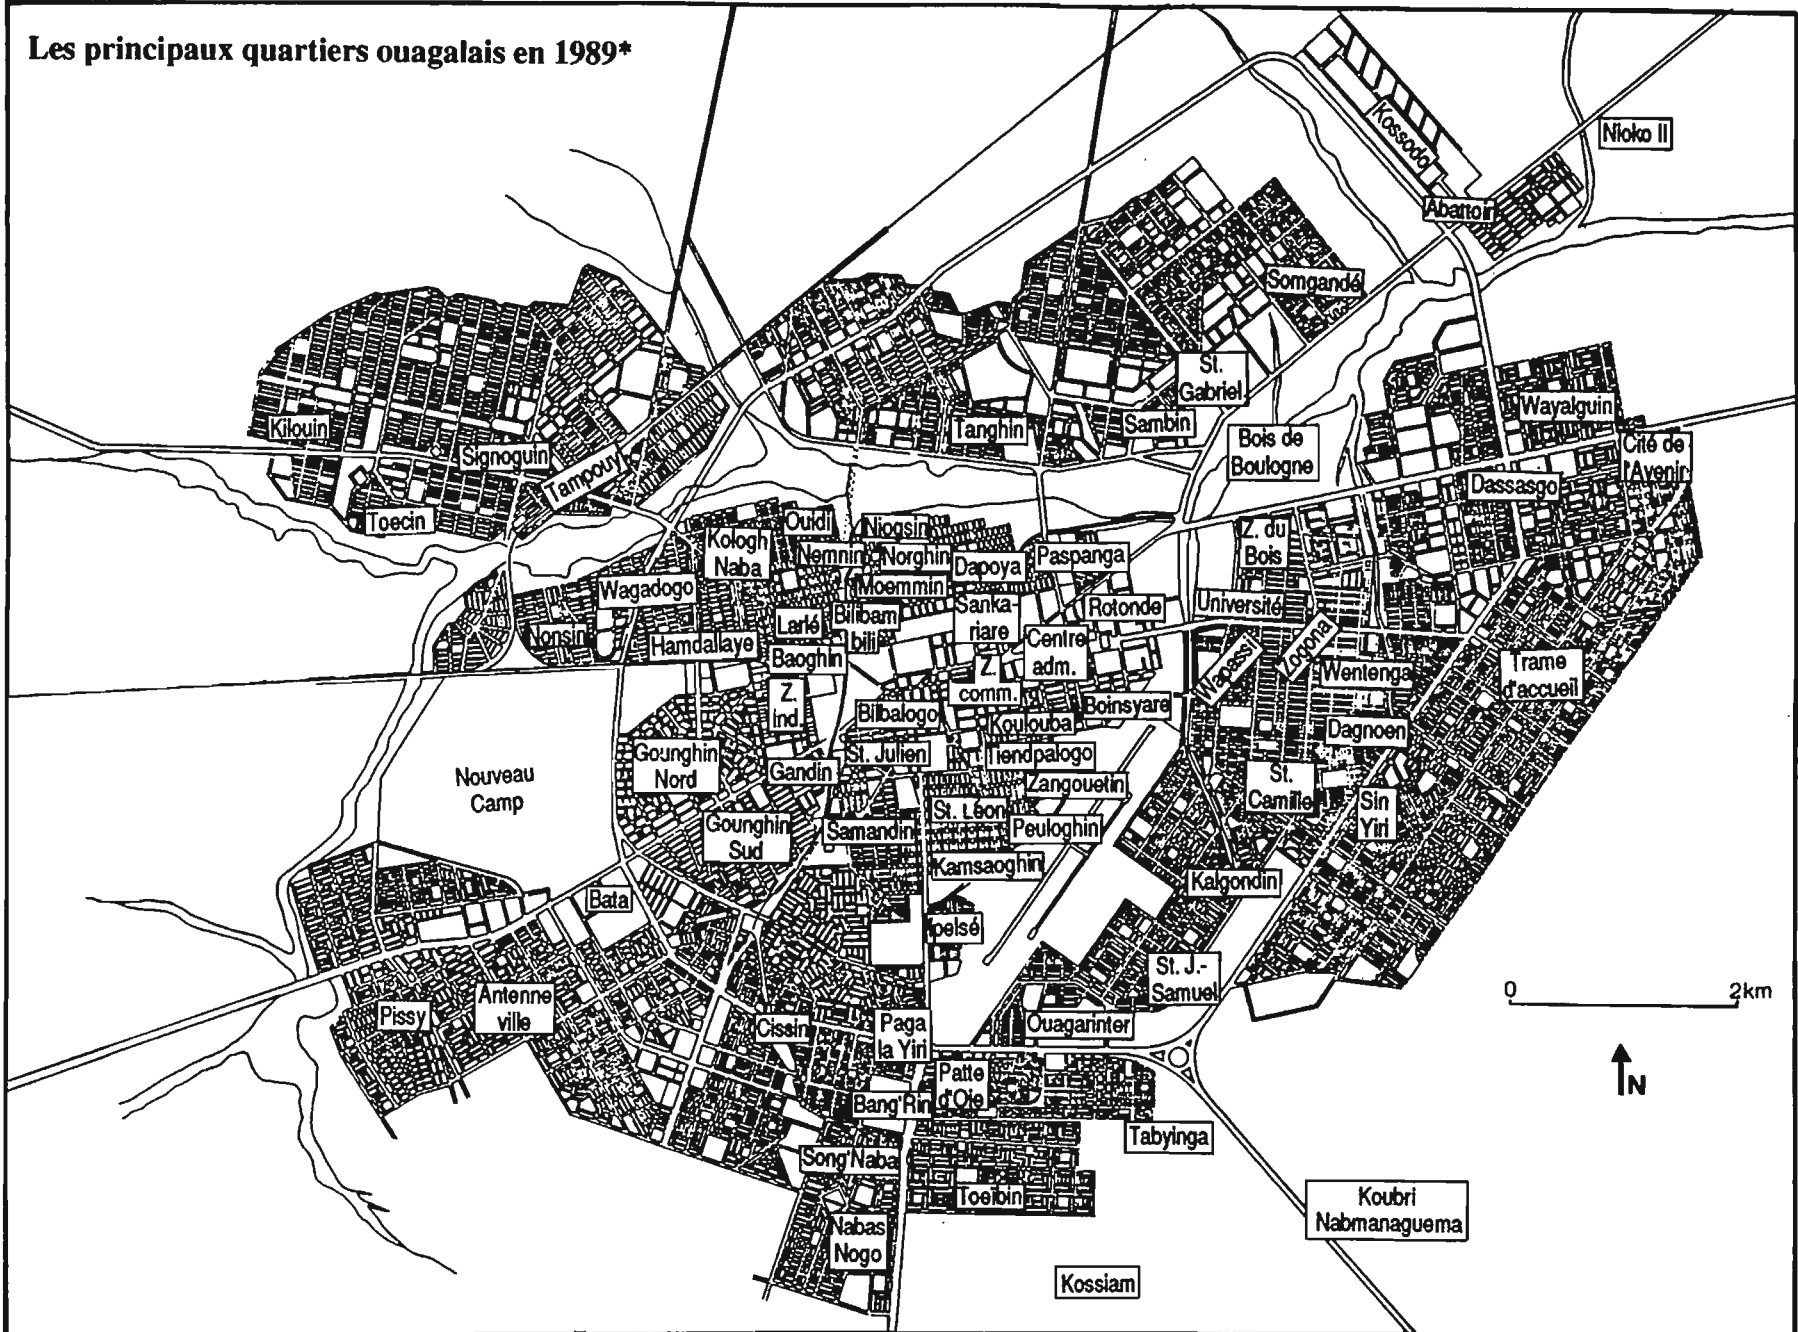 Les principaux quartiers ouagalais en 1989*
Nioko II
Kossodo
Abattoir
Somgandé
St.
Gabriel
Wayalguin
Kilouin
Tanghin
Sambin
Bois de
Boulogne
Cité de
l'Avenir
Signoguin
Tampouy
Dassasgo
Toecin
Ouidi
Niogsin
Kologh
Naba
Nemnin
Norghin
Dapoya
Paspanga
Z. du
Bois
Wagadogo
Moemmin
Sanka-
riare
Rotonde
Université
Nonsin
Hamdallaye
Larlé
Bilibam
bili
Centre
adm.
Wapassi
Zogona
Baoghin
Z.
comm.
Wentenga
Trame
d'accueil
Z.
Ind.
Bilbalogo
Koulouba
Boinsyare
Dagnoen
Gounghin
Nord
Gandin
St. Julien
Tiendpalogo
Nouveau
Camp
Zangouetin
St.
Camille
Sin
Yiri
Gounghin
Sud
Samandin
St. Léon
Peuloghin
Kamsaoghin
Kalgondin
Bata
pelsé
St. J.-
Samuel
0 2km
Pissy
Antenne
ville
Cissin
Paga
la Yiri
Ouagarinter
Patte
d'Oie
N
Bang'Rin
Tabyinga
Song'Naba
Toeibin
Koubri
Nabmanaguema
Nabas
Nogo
Kossiam